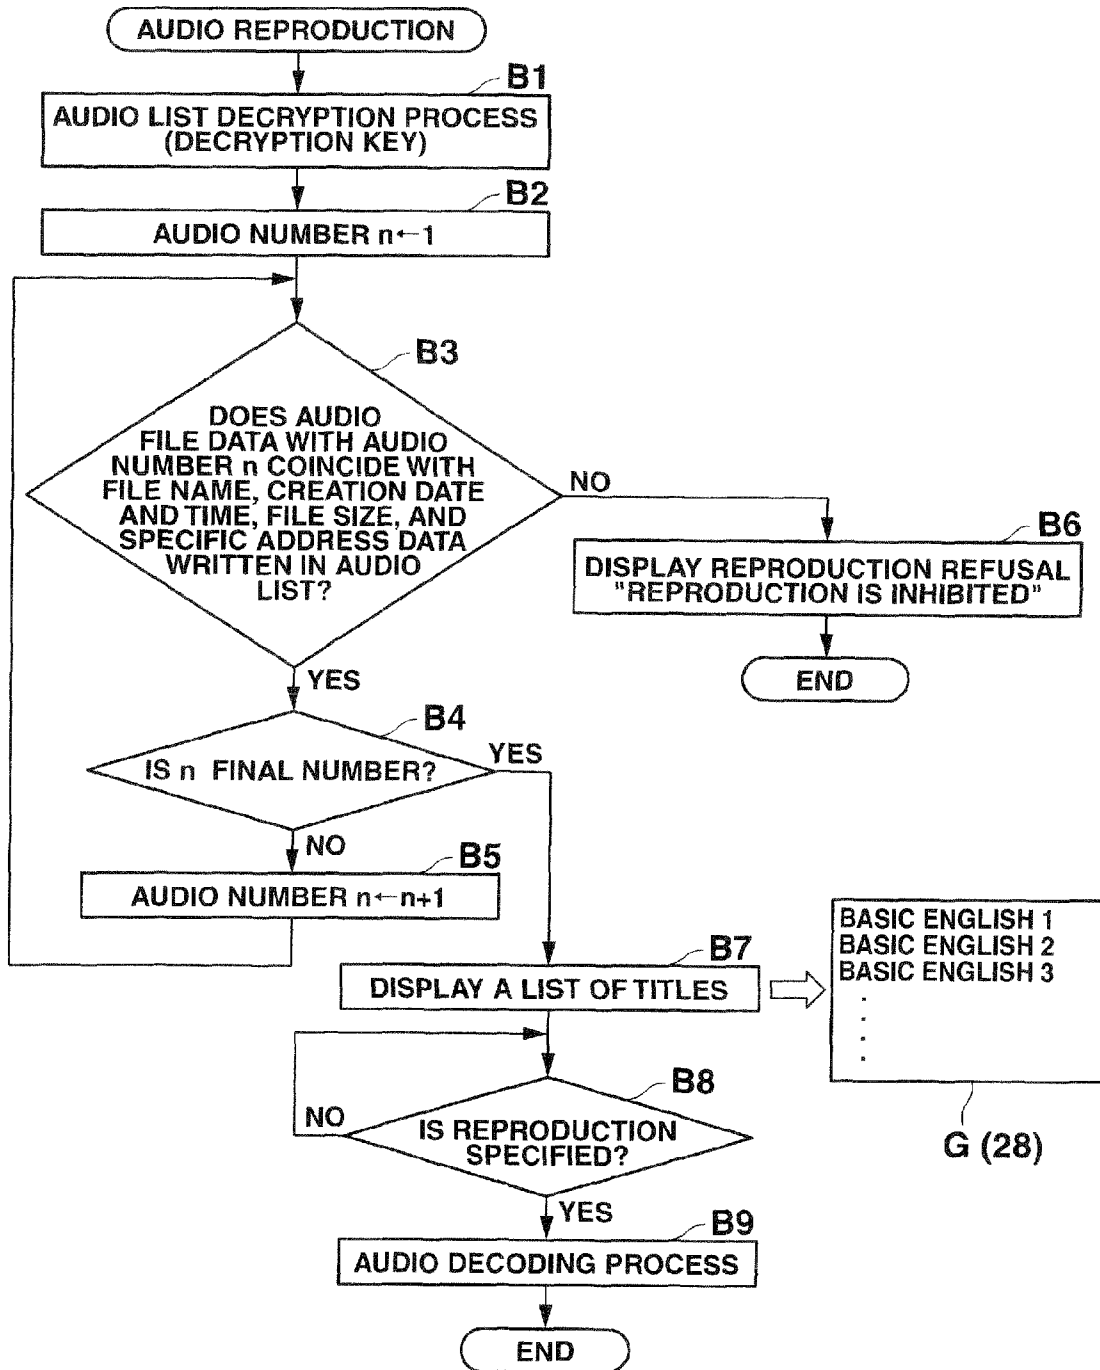 AUDIO REPRODUCTION
B1
AUDIO LIST DECRYPTION PROCESS
(DECRYPTION KEY)
B2
AUDIO NUMBER n←1
B3
DOES AUDIO
FILE DATA WITH AUDIO
NUMBER n COINCIDE WITH
FILE NAME, CREATION DATE
AND TIME, FILE SIZE, AND
SPECIFIC ADDRESS DATA
WRITTEN IN AUDIO
LIST?
NO
B6
DISPLAY REPRODUCTION REFUSAL
"REPRODUCTION IS INHIBITED"
END
YES
B4
IS n FINAL NUMBER?
YES
NO
B5
AUDIO NUMBER n←n+1
B7
DISPLAY A LIST OF TITLES
BASIC ENGLISH 1
BASIC ENGLISH 2
BASIC ENGLISH 3
G (28)
B8
IS REPRODUCTION
SPECIFIED?
NO
YES
B9
AUDIO DECODING PROCESS
END